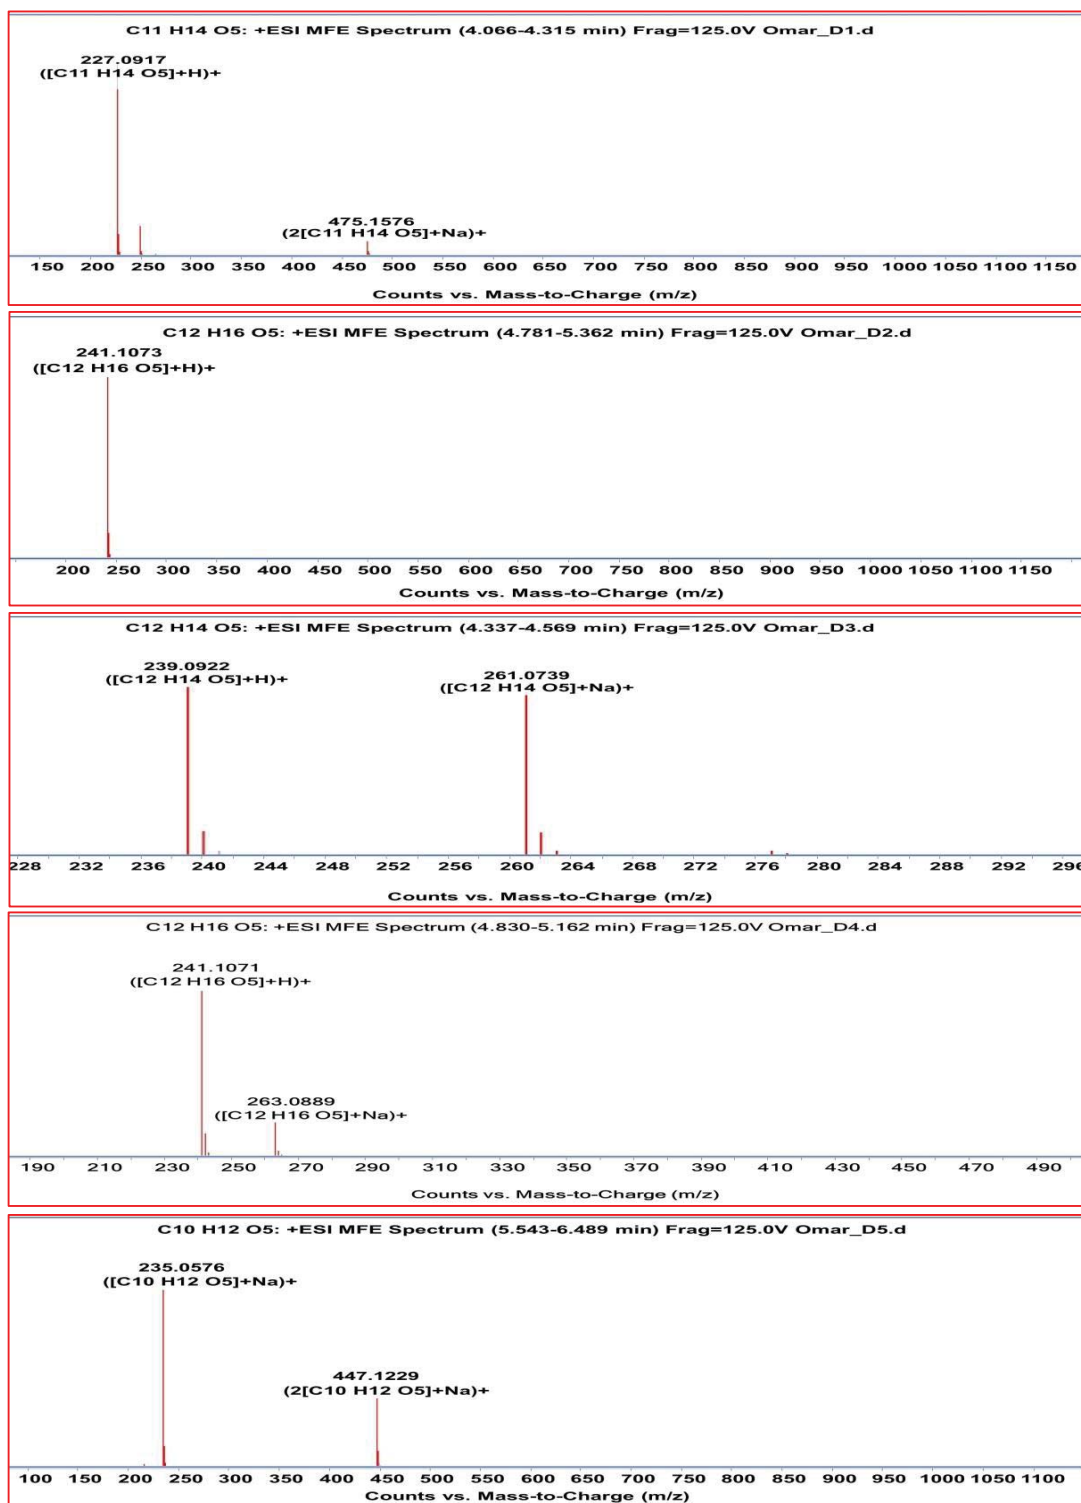 C11 H14 O5: +ESI MFE Spectrum (4.066-4.315 min) Frag=125.0V Omar_D1.d
227.0917
([C11 H14 O5]+H)+
475.1576
(2[C11 H14 O5]+Na)+
150 200 250 300 350 400 450 500 550 600 650 700 750 800 850 900 950 1000 1050 1100 1150
Counts vs. Mass-to-Charge (m/z)
C12 H16 O5: +ESI MFE Spectrum (4.781-5.362 min) Frag=125.0V Omar_D2.d
241.1073
([C12 H16 O5]+H)+
200 250 300 350 400 450 500 550 600 650 700 750 800 850 900 950 1000 1050 1100 1150
Counts vs. Mass-to-Charge (m/z)
C12 H14 O5: +ESI MFE Spectrum (4.337-4.569 min) Frag=125.0V Omar_D3.d
239.0922
([C12 H14 O5]+H)+
261.0739
([C12 H14 O5]+Na)+
228 232 236 240 244 248 252 256 260 264 268 272 276 280 284 288 292 296
Counts vs. Mass-to-Charge (m/z)
C12 H16 O5: +ESI MFE Spectrum (4.830-5.162 min) Frag=125.0V Omar_D4.d
241.1071
([C12 H16 O5]+H)+
263.0889
([C12 H16 O5]+Na)+
190 210 230 250 270 290 310 330 350 370 390 410 430 450 470 490
Counts vs. Mass-to-Charge (m/z)
C10 H12 O5: +ESI MFE Spectrum (5.543-6.489 min) Frag=125.0V Omar_D5.d
235.0576
([C10 H12 O5]+Na)+
447.1229
(2[C10 H12 O5]+Na)+
100 150 200 250 300 350 400 450 500 550 600 650 700 750 800 850 900 950 1000 1050 1100
Counts vs. Mass-to-Charge (m/z)